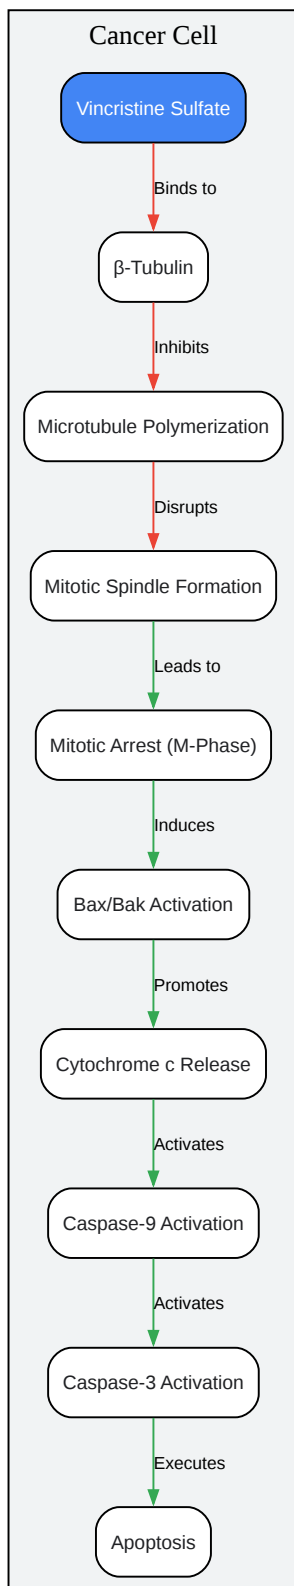 Cancer Cell
Vincristine Sulfate
Binds to
β-Tubulin
Inhibits
Microtubule Polymerization
Disrupts
Mitotic Spindle Formation
Leads to
Mitotic Arrest (M-Phase)
Induces
Bax/Bak Activation
Promotes
Cytochrome c Release
Activates
Caspase-9 Activation
Activates
Caspase-3 Activation
Executes
Apoptosis